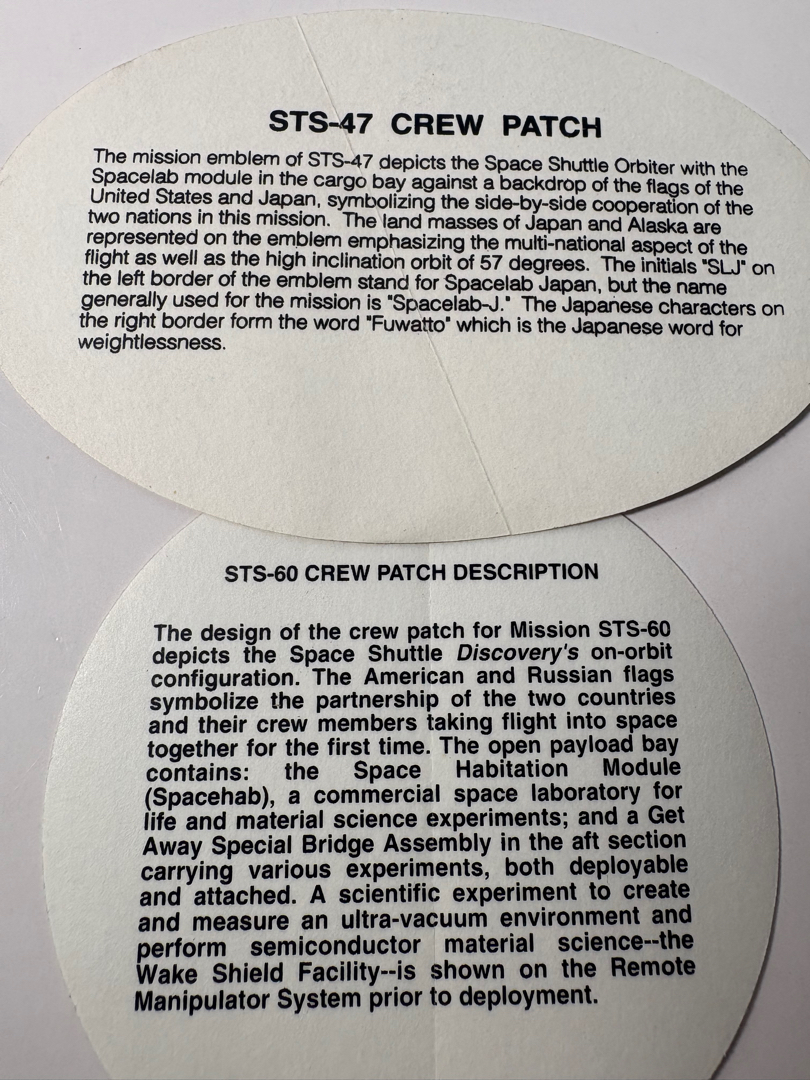 STS-47 CREW PATCH
The mission emblem of STS-47 depicts the Space Shuttle Orbiter with the
Spacelab module in the cargo bay against a backdrop of the flags of the
United States and Japan, symbolizing the side-by-side cooperation of the
two nations in this mission. The land masses of Japan and Alaska are
represented on the emblem emphasizing the multi-national aspect of the
flight as well as the high inclination orbit of 57 degrees. The initials "SLJ" on
the left border of the emblem stand for Spacelab Japan, but the name
generally used for the mission is "Spacelab-J." The Japanese characters on
the right border form the word "Fuwatto" which is the Japanese word for
weightlessness.
STS-60 CREW PATCH DESCRIPTION
The design of the crew patch for Mission STS-60
depicts the Space Shuttle Discovery's on-orbit
configuration. The American and Russian flags
symbolize the partnership of the two countries
and their crew members taking flight into space
together for the first time. The open payload bay
contains: the Space Habitation Module
(Spacehab), a commercial space laboratory for
life and material science experiments; and a Get
Away Special Bridge Assembly in the aft section
carrying various experiments, both deployable
and attached. A scientific experiment to create
and measure an ultra-vacuum environment and
perform semiconductor material science--the
Wake Shield Facility--is shown on the Remote
Manipulator System prior to deployment.